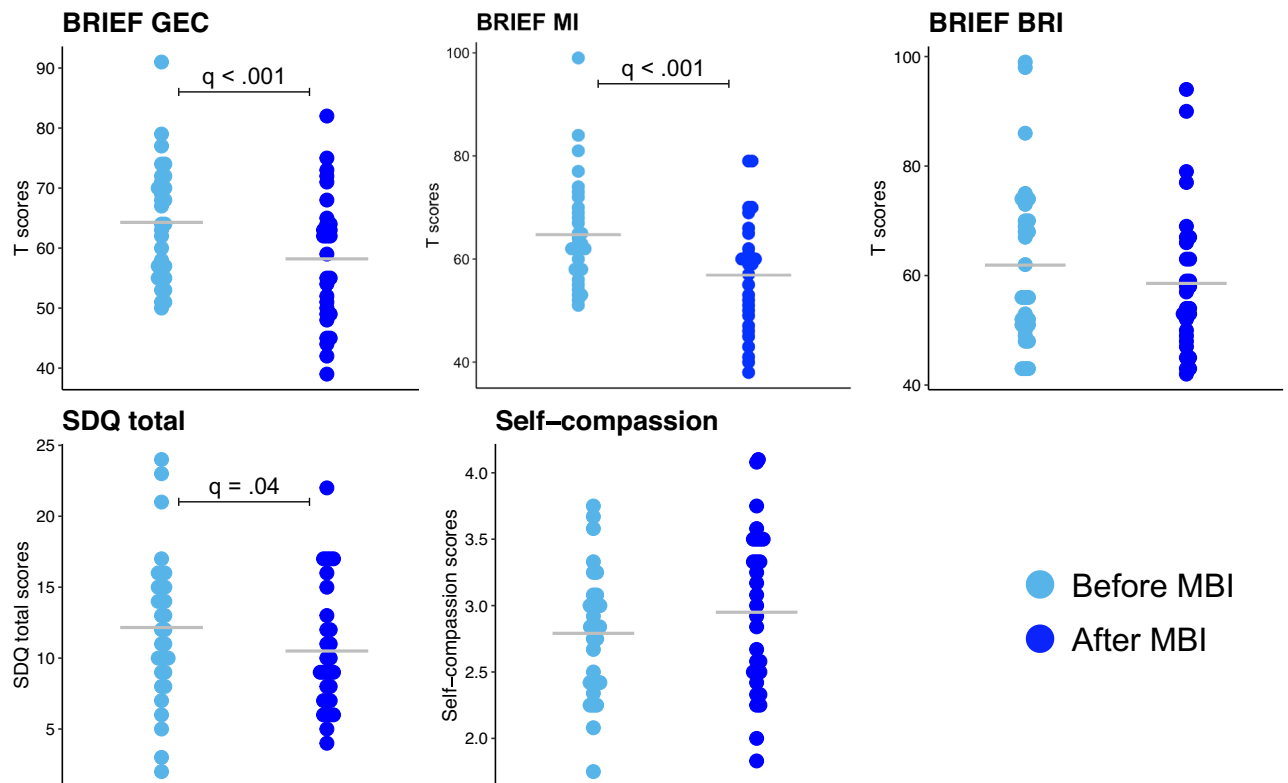 BRIEF GEC
90
80
70
60
50
40
T scores
q < .001
BRIEF MI
100
80
60
40
T scores
q < .001
BRIEF BRI
100
80
60
40
T scores
SDQ total
25
20
15
10
5
SDQ total scores
q = .04
Self−compassion
4.0
3.5
3.0
2.5
2.0
Self−compassion scores
Before MBI
After MBI